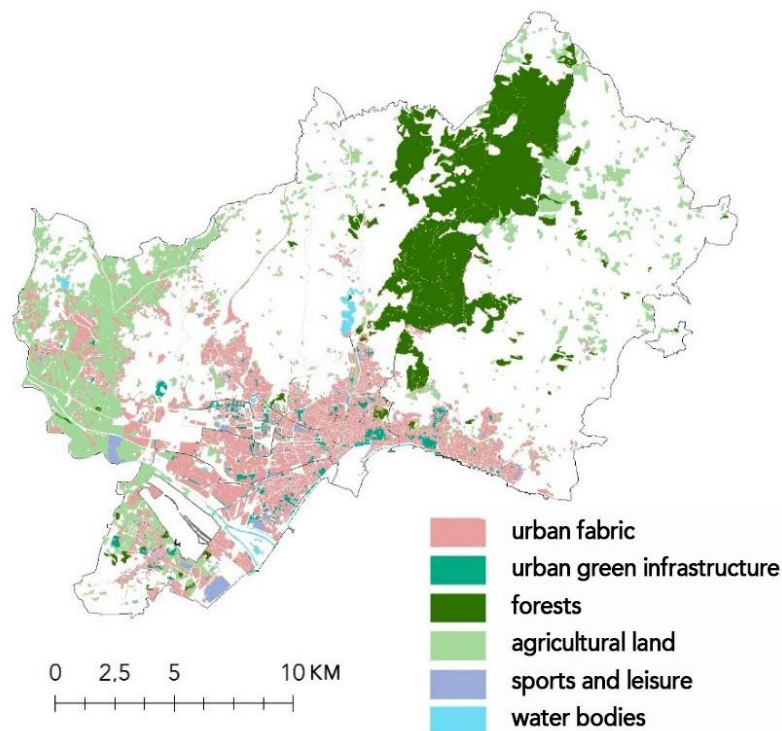 urban fabric
urban green infrastructure
forests
agricultural land
sports and leisure
water bodies
0 2,5 5 10 KM